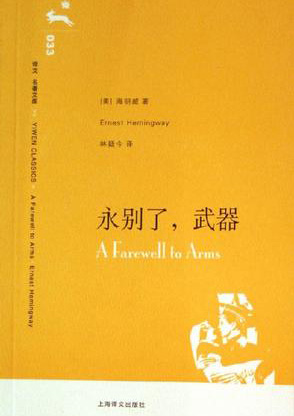 033
译文名著文库
YIWEN CLASSICS
A Farewell to Arms Ernest Hemingway
[美] 海明威 著
Ernest Hemingway
林疑今 译
永别了，武器
A Farewell to Arms
上海译文出版社